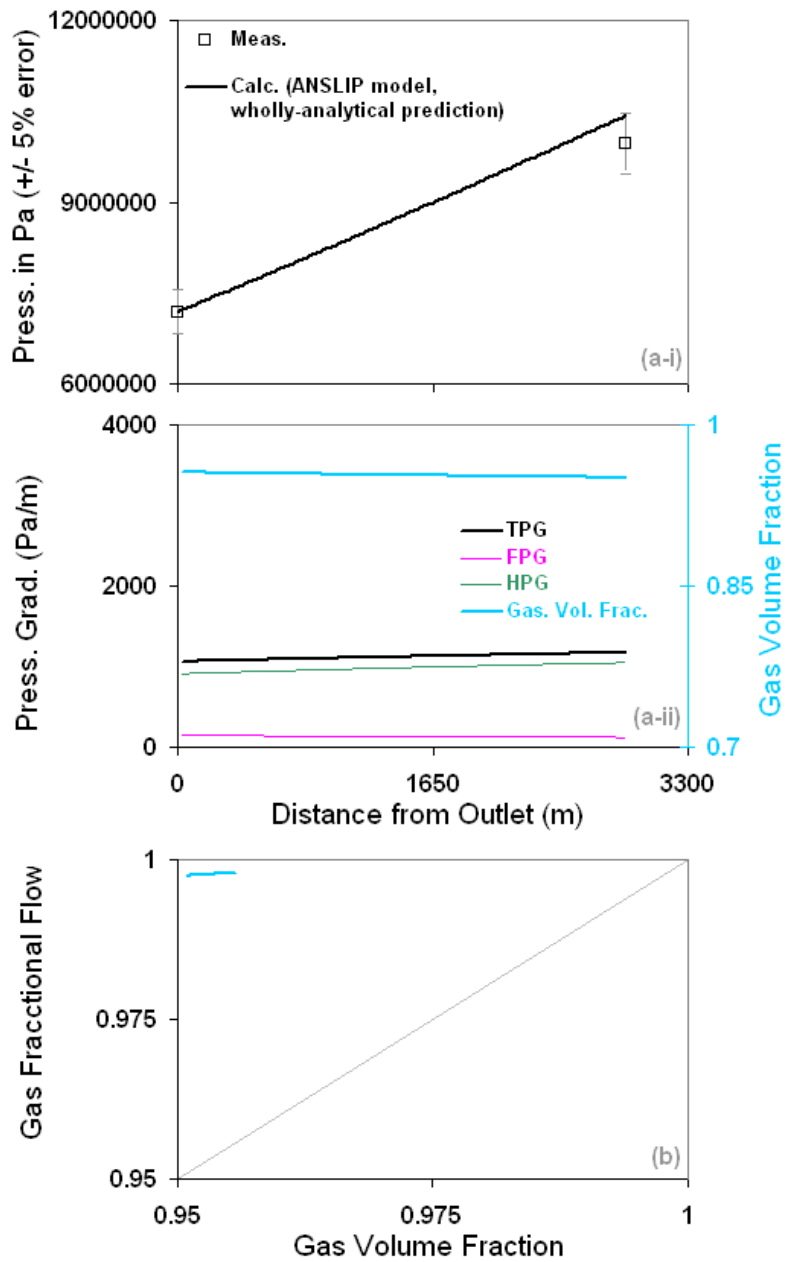 12000000
Meas.
Calc. (ANSLIP model,
wholly-analytical prediction)
Press. in Pa (+/- 5% error)
9000000
6000000
(a-i)
4000
1
Press. Grad. (Pa/m)
Gas Volume Fraction
TPG
FPG
HPG
Gas. Vol. Frac.
2000
0.85
(a-ii)
0
0.7
0
1650
3300
Distance from Outlet (m)
1
Gas Fracctional Flow
0.975
0.95
(b)
0.95
0.975
1
Gas Volume Fraction